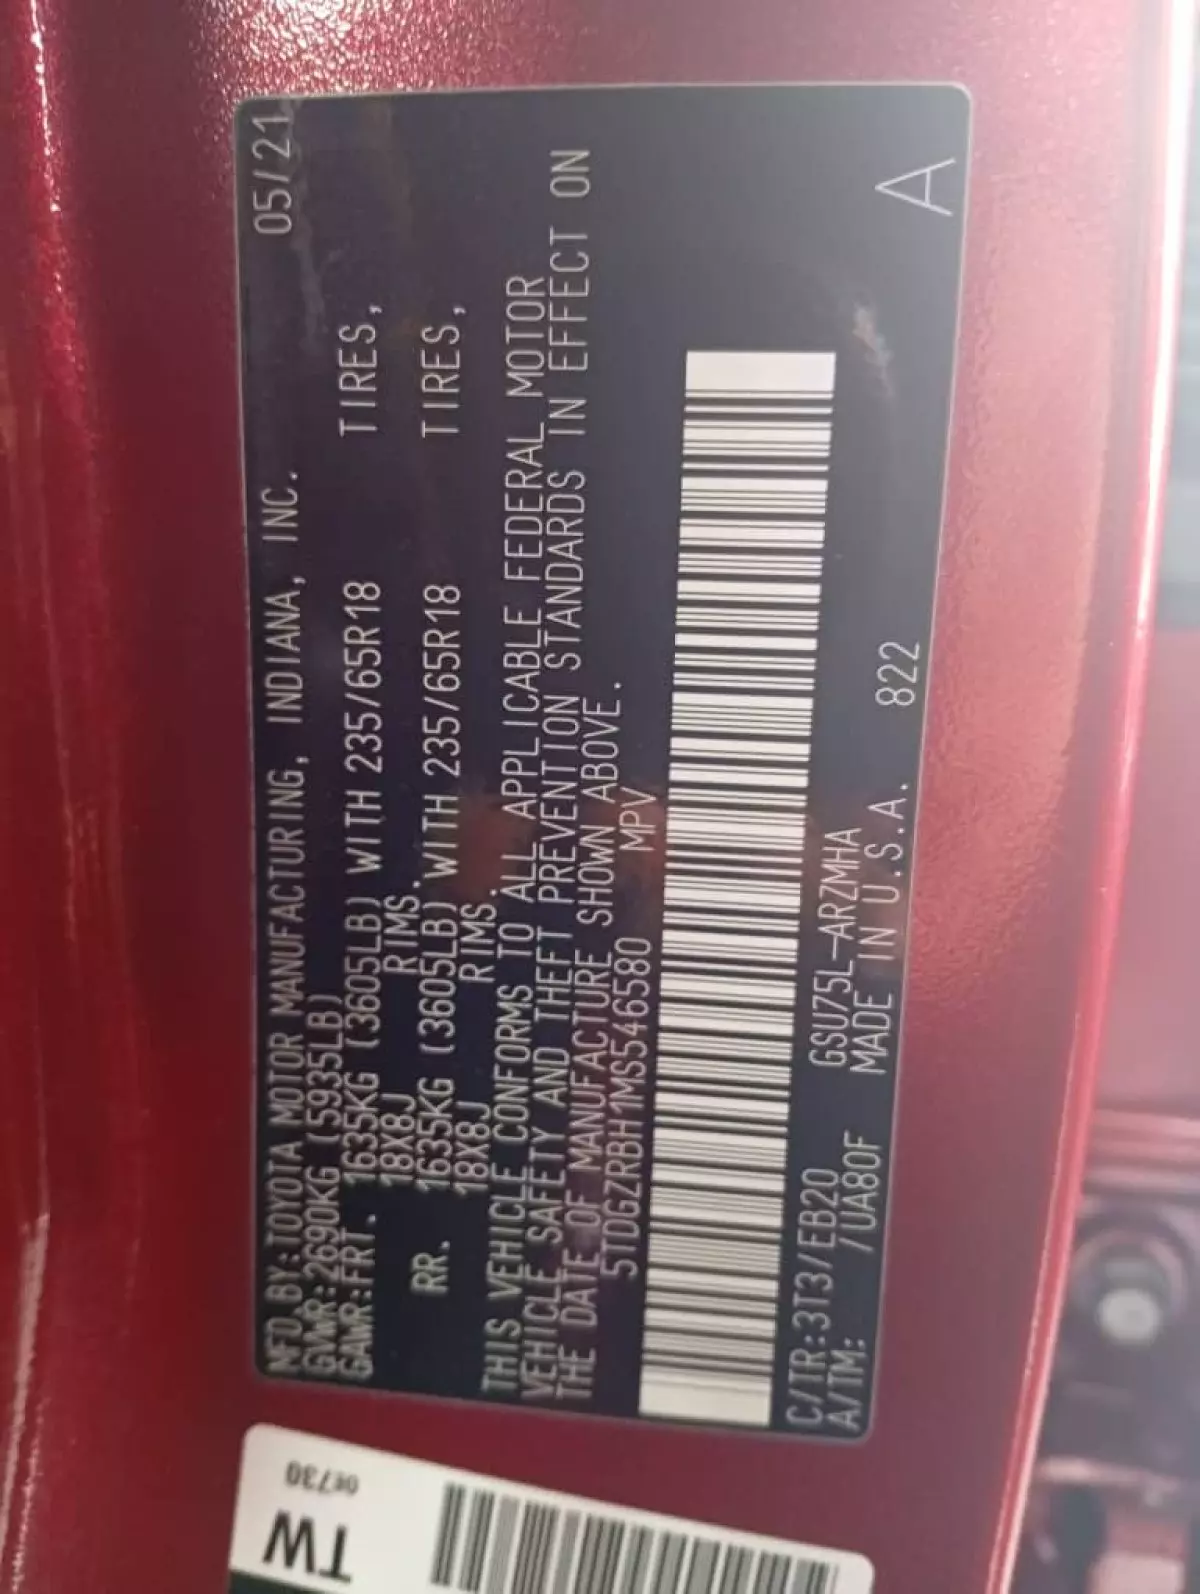 MFD.BY:TOYOTA MOTOR MANUFACTURING, INDIANA, INC. 05/21
GVWR:2690KG (5935LB)
GAWR:FRT. 1635KG (3605LB) WITH 235/65R18 TIRES,
18X8J RIMS.
RR. 1635KG (3605LB) WITH 235/65R18 TIRES,
18X8J RIMS.
THIS VEHICLE CONFORMS TO ALL APPLICABLE FEDERAL MOTOR
VEHICLE SAFETY AND THEFT PREVENTION STANDARDS IN EFFECT ON
THE DATE OF MANUFACTURE SHOWN ABOVE.
5TDGZRBH1MS546580 MPV
C/TR:3T3/EB20 GSU75L-ARZMHA
A/TM: /UA80F MADE IN U.S.A. 822 A
TW
0E730